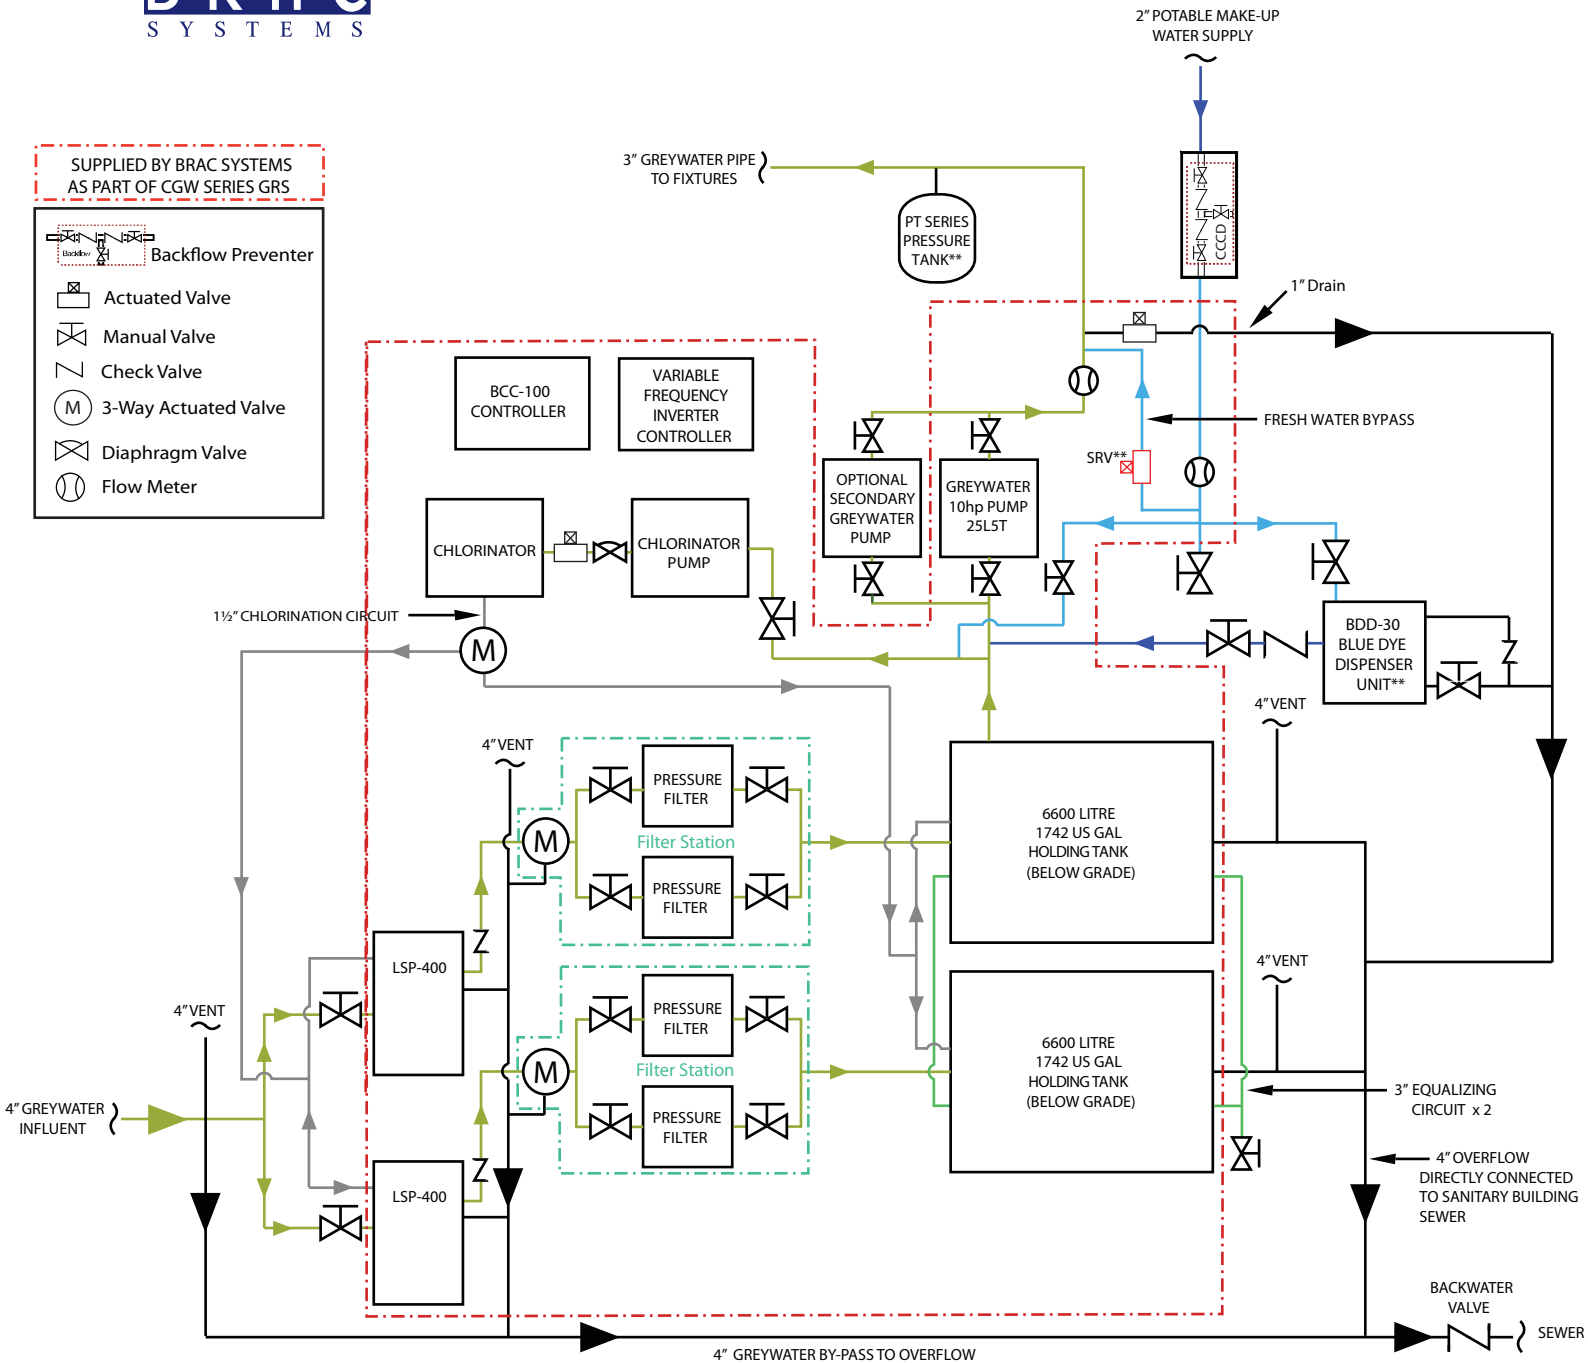 BRAC
SYSTEMS
2" POTABLE MAKE-UP
WATER SUPPLY
SUPPLIED BY BRAC SYSTEMS
AS PART OF CGW SERIES GRS
Backflow
Backflow Preventer
Actuated Valve
Manual Valve
Check Valve
M
3-Way Actuated Valve
Diaphragm Valve
Flow Meter
3" GREYWATER PIPE
TO FIXTURES
PT SERIES
PRESSURE
TANK**
CCCD
1" Drain
BCC-100
CONTROLLER
VARIABLE
FREQUENCY
INVERTER
CONTROLLER
FRESH WATER BYPASS
SRV**
OPTIONAL
SECONDARY
GREYWATER
PUMP
GREYWATER
10hp PUMP
25L5T
CHLORINATOR
CHLORINATOR
PUMP
1½" CHLORINATION CIRCUIT
M
BDD-30
BLUE DYE
DISPENSER
UNIT**
4" VENT
4" VENT
PRESSURE
FILTER
M
Filter Station
PRESSURE
FILTER
6600 LITRE
1742 US GAL
HOLDING TANK
(BELOW GRADE)
LSP-400
4" VENT
4" VENT
PRESSURE
FILTER
M
Filter Station
PRESSURE
FILTER
6600 LITRE
1742 US GAL
HOLDING TANK
(BELOW GRADE)
4" GREYWATER
INFLUENT
3" EQUALIZING
CIRCUIT x 2
LSP-400
4" OVERFLOW
DIRECTLY CONNECTED
TO SANITARY BUILDING
SEWER
BACKWATER
VALVE
SEWER
4" GREYWATER BY-PASS TO OVERFLOW